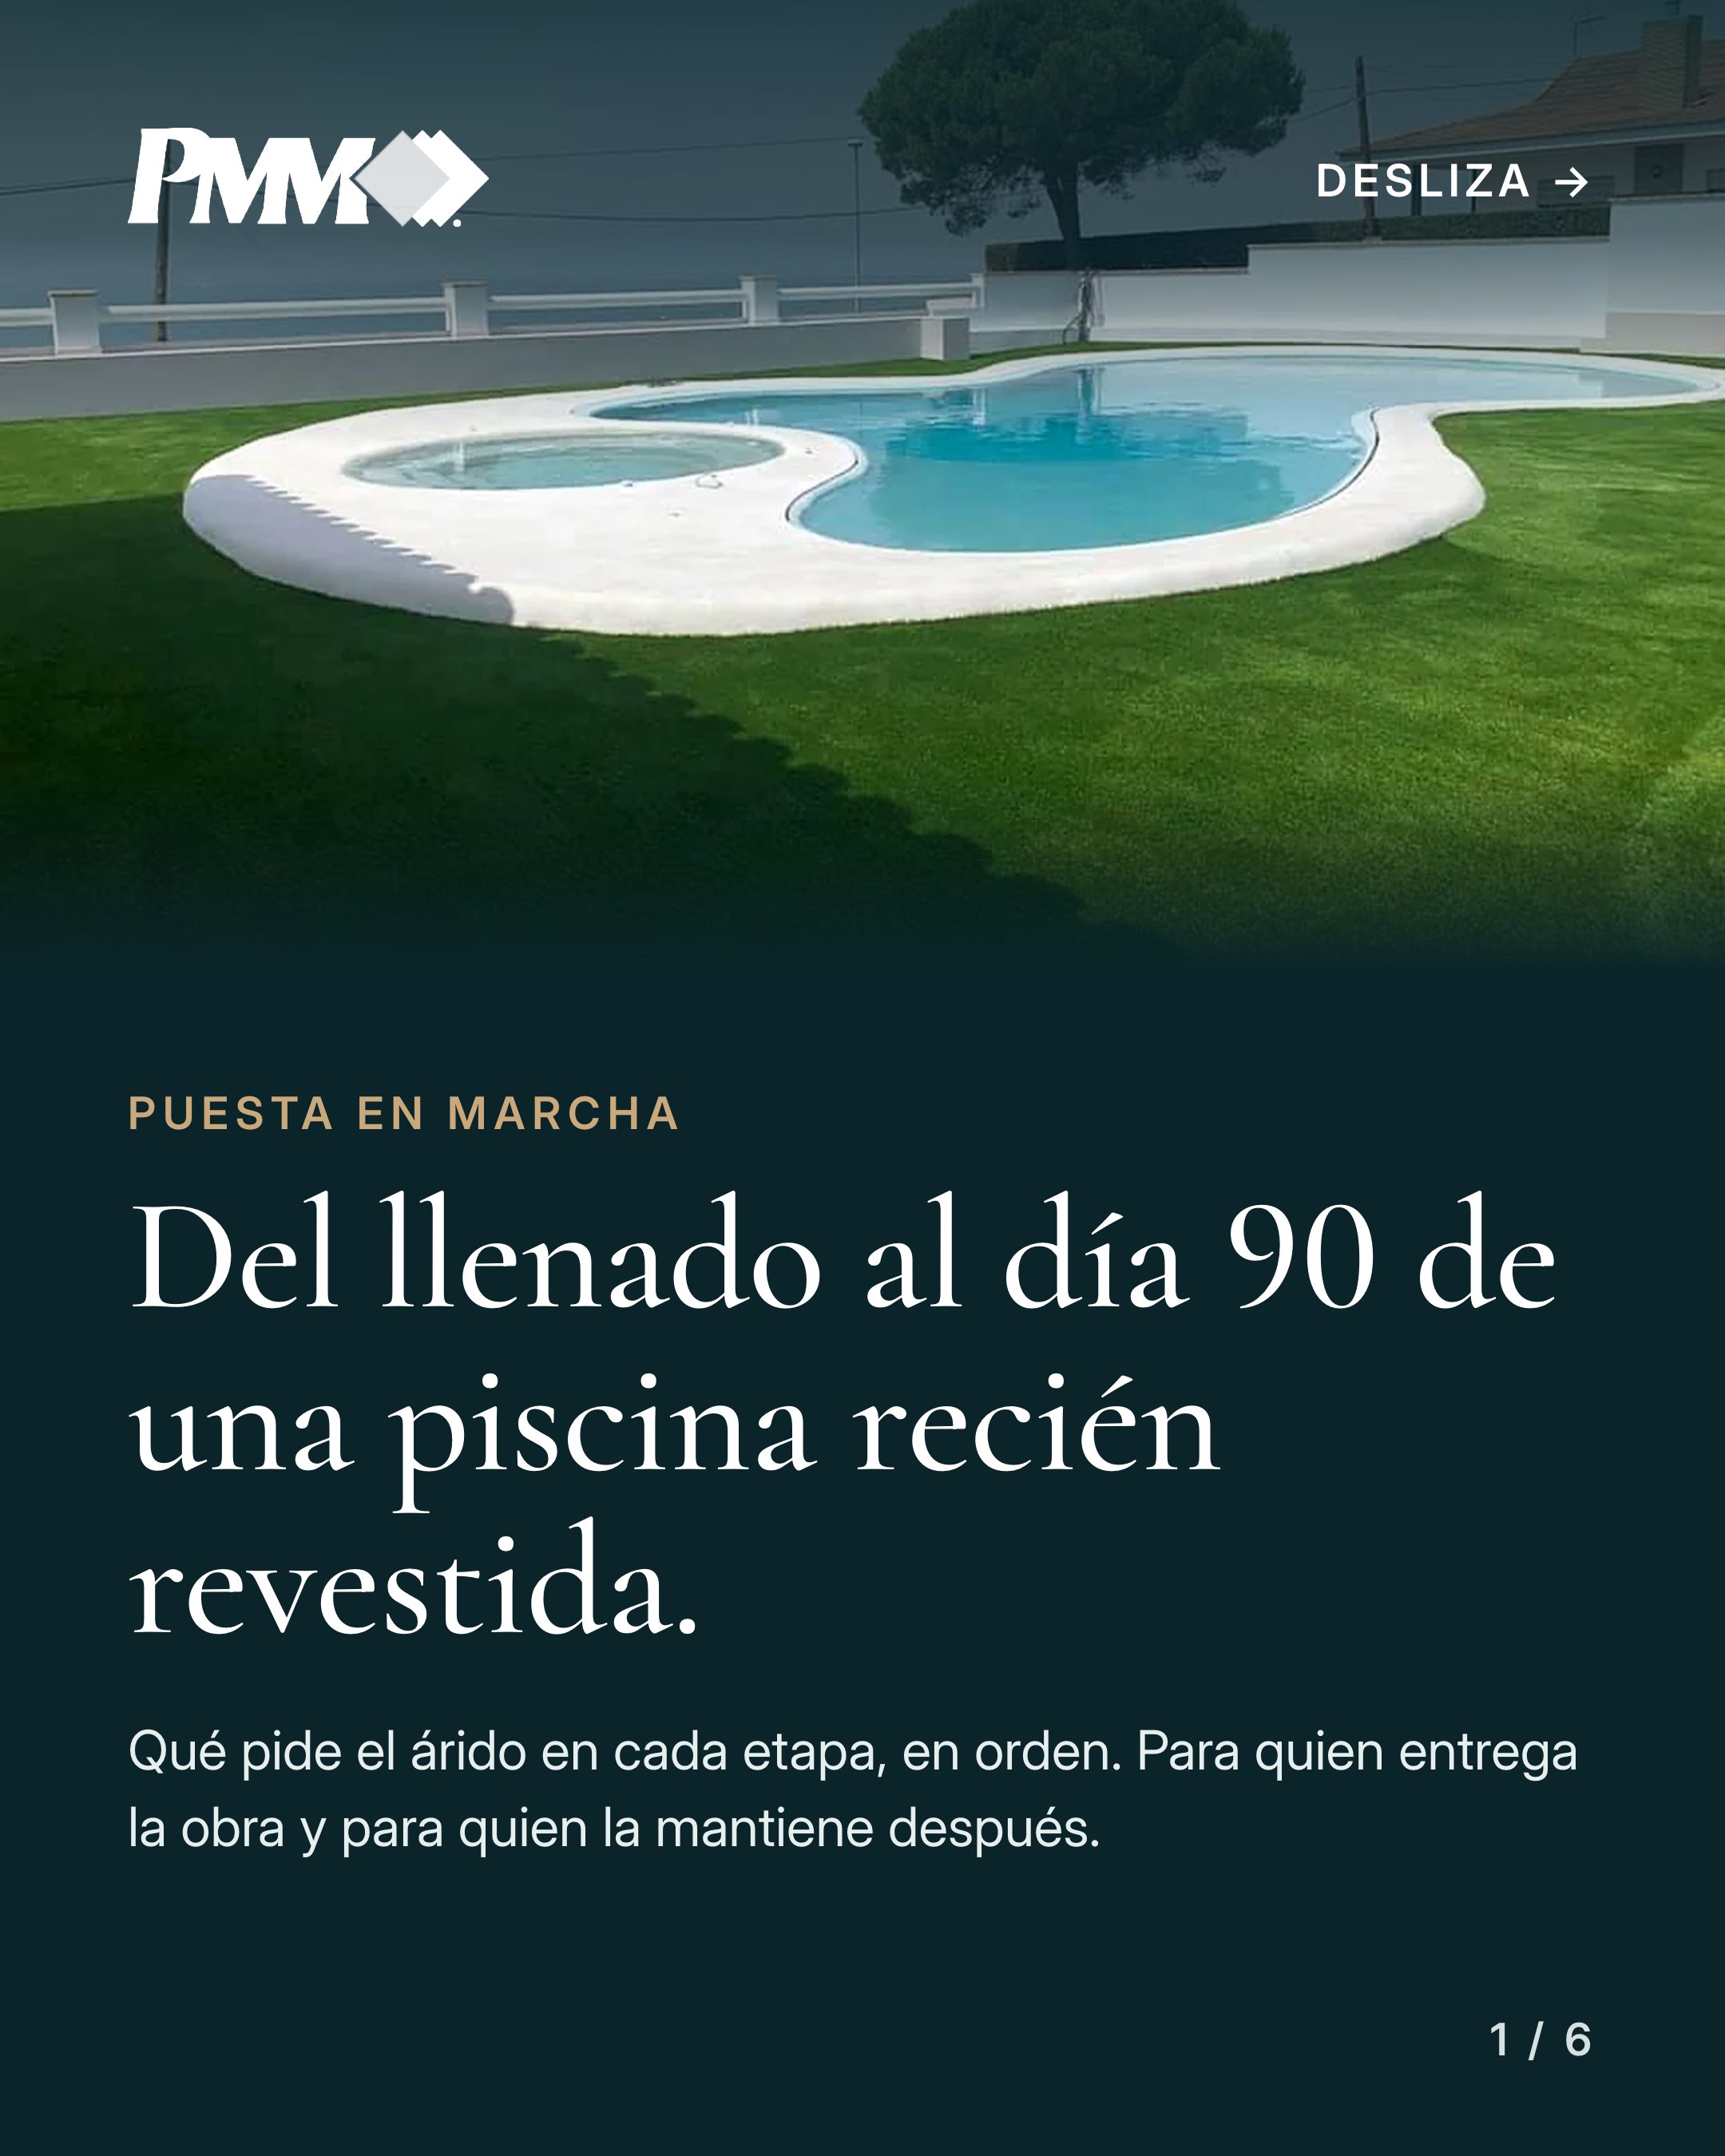 PMM
DESLIZA →
PUESTA EN MARCHA
Del llenado al día 90 de
una piscina recién
revestida.
Qué pide el árido en cada etapa, en orden. Para quien entrega
la obra y para quien la mantiene después.
1 / 6